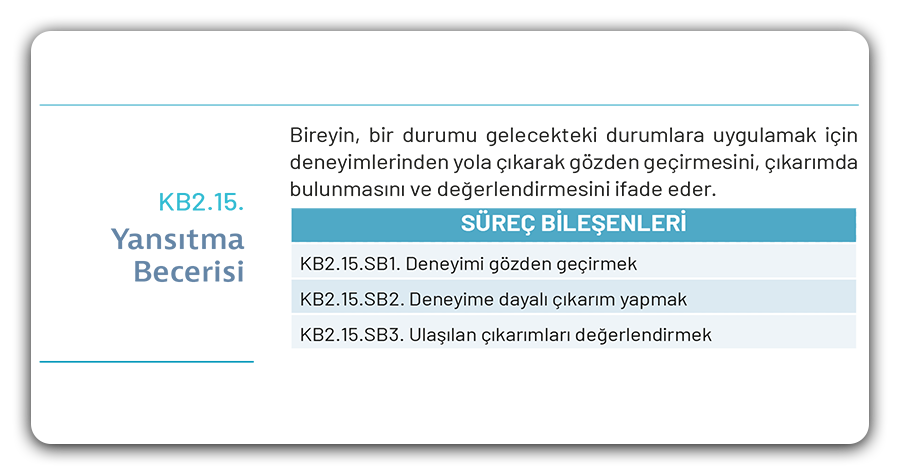 KB2.15.
Yansıtma
Becerisi
Bireyin, bir durumu gelecekteki durumlara uygulamak için
deneyimlerinden yola çıkarak gözden geçirmesini, çıkarımda
bulunmasını ve değerlendirmesini ifade eder.
SÜREÇ BİLEŞENLERİ
KB2.15.SB1. Deneyimi gözden geçirmek
KB2.15.SB2. Deneyime dayalı çıkarım yapmak
KB2.15.SB3. Ulaşılan çıkarımları değerlendirmek